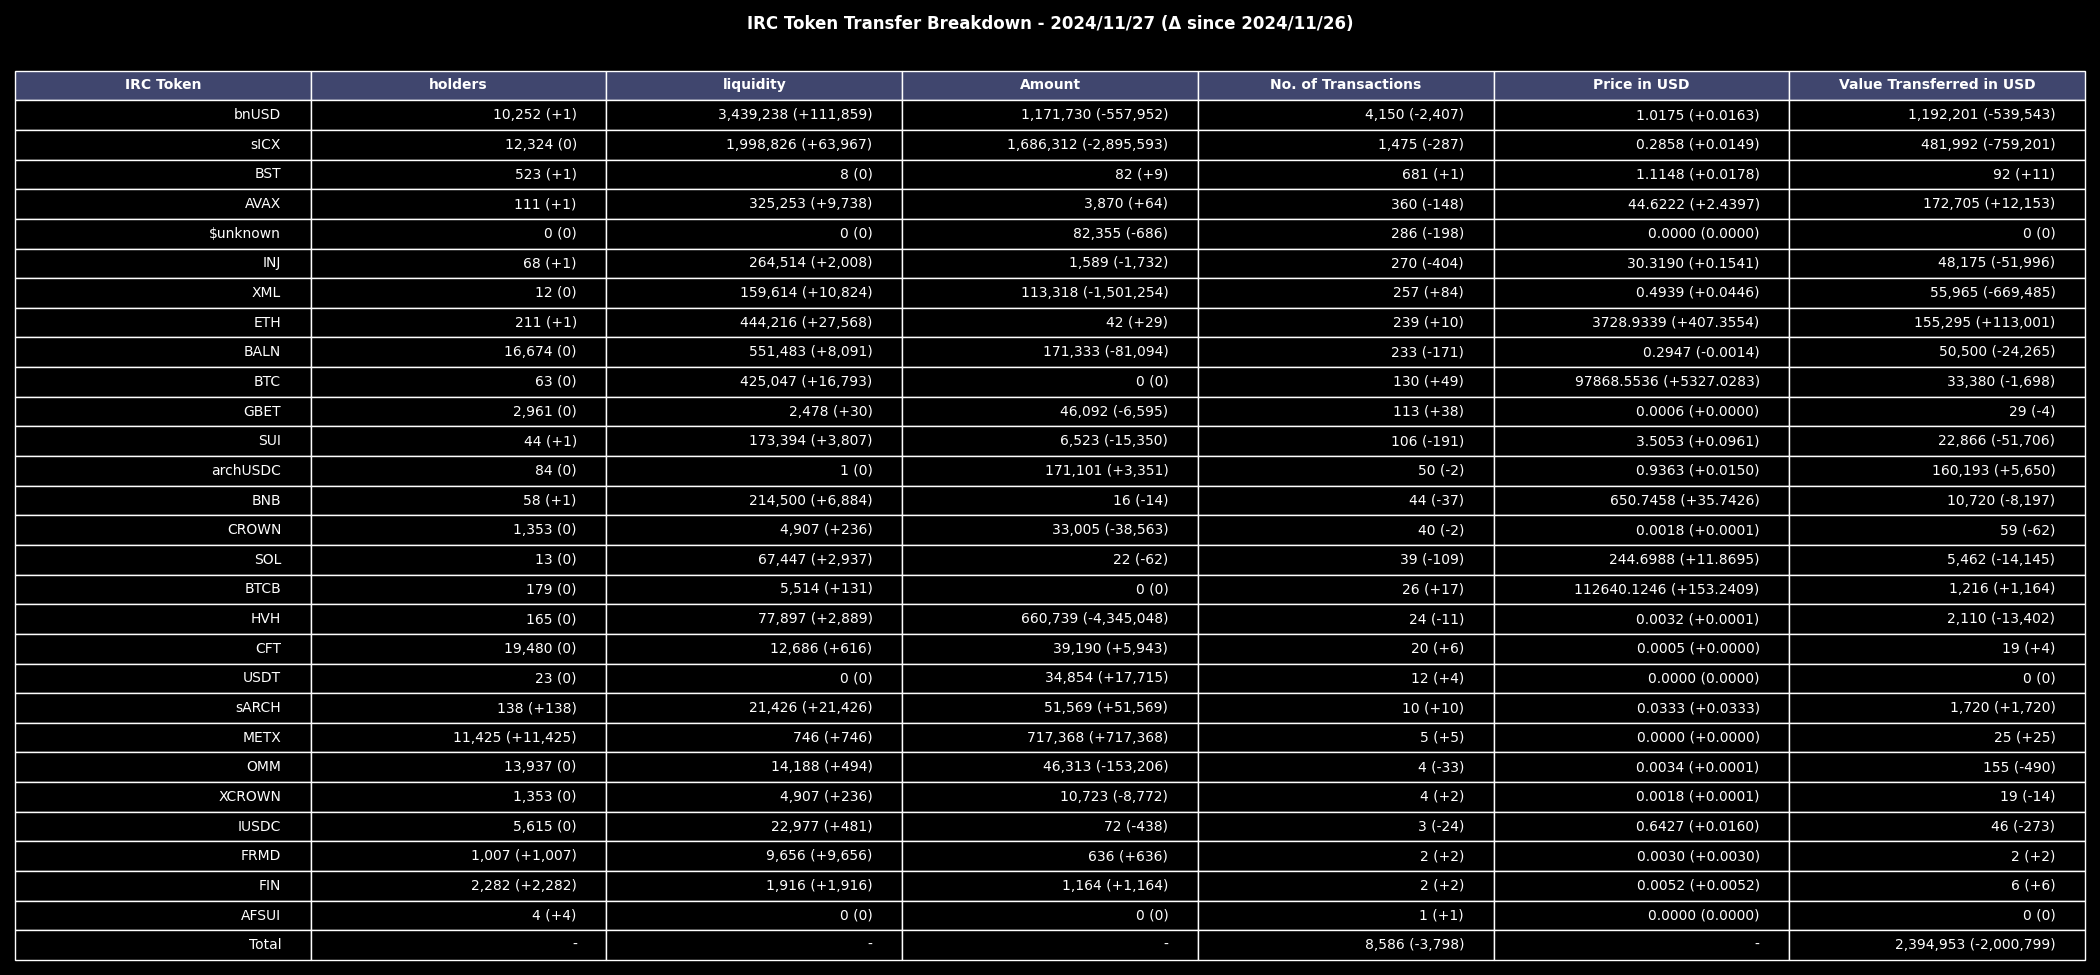 IRC Token Transfer Breakdown - 2024/11/27 (Δ since 2024/11/26)
IRC Token holders liquidity Amount No. of Transactions Price in USD Value Transferred in USD
bnUSD 10,252 (+1) 3,439,238 (+111,859) 1,171,730 (-557,952) 4,150 (-2,407) 1.0175 (+0.0163) 1,192,201 (-539,543)
sICX 12,324 (0) 1,998,826 (+63,967) 1,686,312 (-2,895,593) 1,475 (-287) 0.2858 (+0.0149) 481,992 (-759,201)
BST 523 (+1) 8 (0) 82 (+9) 681 (+1) 1.1148 (+0.0178) 92 (+11)
AVAX 111 (+1) 325,253 (+9,738) 3,870 (+64) 360 (-148) 44.6222 (+2.4397) 172,705 (+12,153)
$unknown 0 (0) 0 (0) 82,355 (-686) 286 (-198) 0.0000 (0.0000) 0 (0)
INJ 68 (+1) 264,514 (+2,008) 1,589 (-1,732) 270 (-404) 30.3190 (+0.1541) 48,175 (-51,996)
XML 12 (0) 159,614 (+10,824) 113,318 (-1,501,254) 257 (+84) 0.4939 (+0.0446) 55,965 (-669,485)
ETH 211 (+1) 444,216 (+27,568) 42 (+29) 239 (+10) 3728.9339 (+407.3554) 155,295 (+113,001)
BALN 16,674 (0) 551,483 (+8,091) 171,333 (-81,094) 233 (-171) 0.2947 (-0.0014) 50,500 (-24,265)
BTC 63 (0) 425,047 (+16,793) 0 (0) 130 (+49) 97868.5536 (+5327.0283) 33,380 (-1,698)
GBET 2,961 (0) 2,478 (+30) 46,092 (-6,595) 113 (+38) 0.0006 (+0.0000) 29 (-4)
SUI 44 (+1) 173,394 (+3,807) 6,523 (-15,350) 106 (-191) 3.5053 (+0.0961) 22,866 (-51,706)
archUSDC 84 (0) 1 (0) 171,101 (+3,351) 50 (-2) 0.9363 (+0.0150) 160,193 (+5,650)
BNB 58 (+1) 214,500 (+6,884) 16 (-14) 44 (-37) 650.7458 (+35.7426) 10,720 (-8,197)
CROWN 1,353 (0) 4,907 (+236) 33,005 (-38,563) 40 (-2) 0.0018 (+0.0001) 59 (-62)
SOL 13 (0) 67,447 (+2,937) 22 (-62) 39 (-109) 244.6988 (+11.8695) 5,462 (-14,145)
BTCB 179 (0) 5,514 (+131) 0 (0) 26 (+17) 112640.1246 (+153.2409) 1,216 (+1,164)
HVH 165 (0) 77,897 (+2,889) 660,739 (-4,345,048) 24 (-11) 0.0032 (+0.0001) 2,110 (-13,402)
CFT 19,480 (0) 12,686 (+616) 39,190 (+5,943) 20 (+6) 0.0005 (+0.0000) 19 (+4)
USDT 23 (0) 0 (0) 34,854 (+17,715) 12 (+4) 0.0000 (0.0000) 0 (0)
sARCH 138 (+138) 21,426 (+21,426) 51,569 (+51,569) 10 (+10) 0.0333 (+0.0333) 1,720 (+1,720)
METX 11,425 (+11,425) 746 (+746) 717,368 (+717,368) 5 (+5) 0.0000 (+0.0000) 25 (+25)
OMM 13,937 (0) 14,188 (+494) 46,313 (-153,206) 4 (-33) 0.0034 (+0.0001) 155 (-490)
XCROWN 1,353 (0) 4,907 (+236) 10,723 (-8,772) 4 (+2) 0.0018 (+0.0001) 19 (-14)
IUSDC 5,615 (0) 22,977 (+481) 72 (-438) 3 (-24) 0.6427 (+0.0160) 46 (-273)
FRMD 1,007 (+1,007) 9,656 (+9,656) 636 (+636) 2 (+2) 0.0030 (+0.0030) 2 (+2)
FIN 2,282 (+2,282) 1,916 (+1,916) 1,164 (+1,164) 2 (+2) 0.0052 (+0.0052) 6 (+6)
AFSUI 4 (+4) 0 (0) 0 (0) 1 (+1) 0.0000 (0.0000) 0 (0)
Total - - - 8,586 (-3,798) - 2,394,953 (-2,000,799)